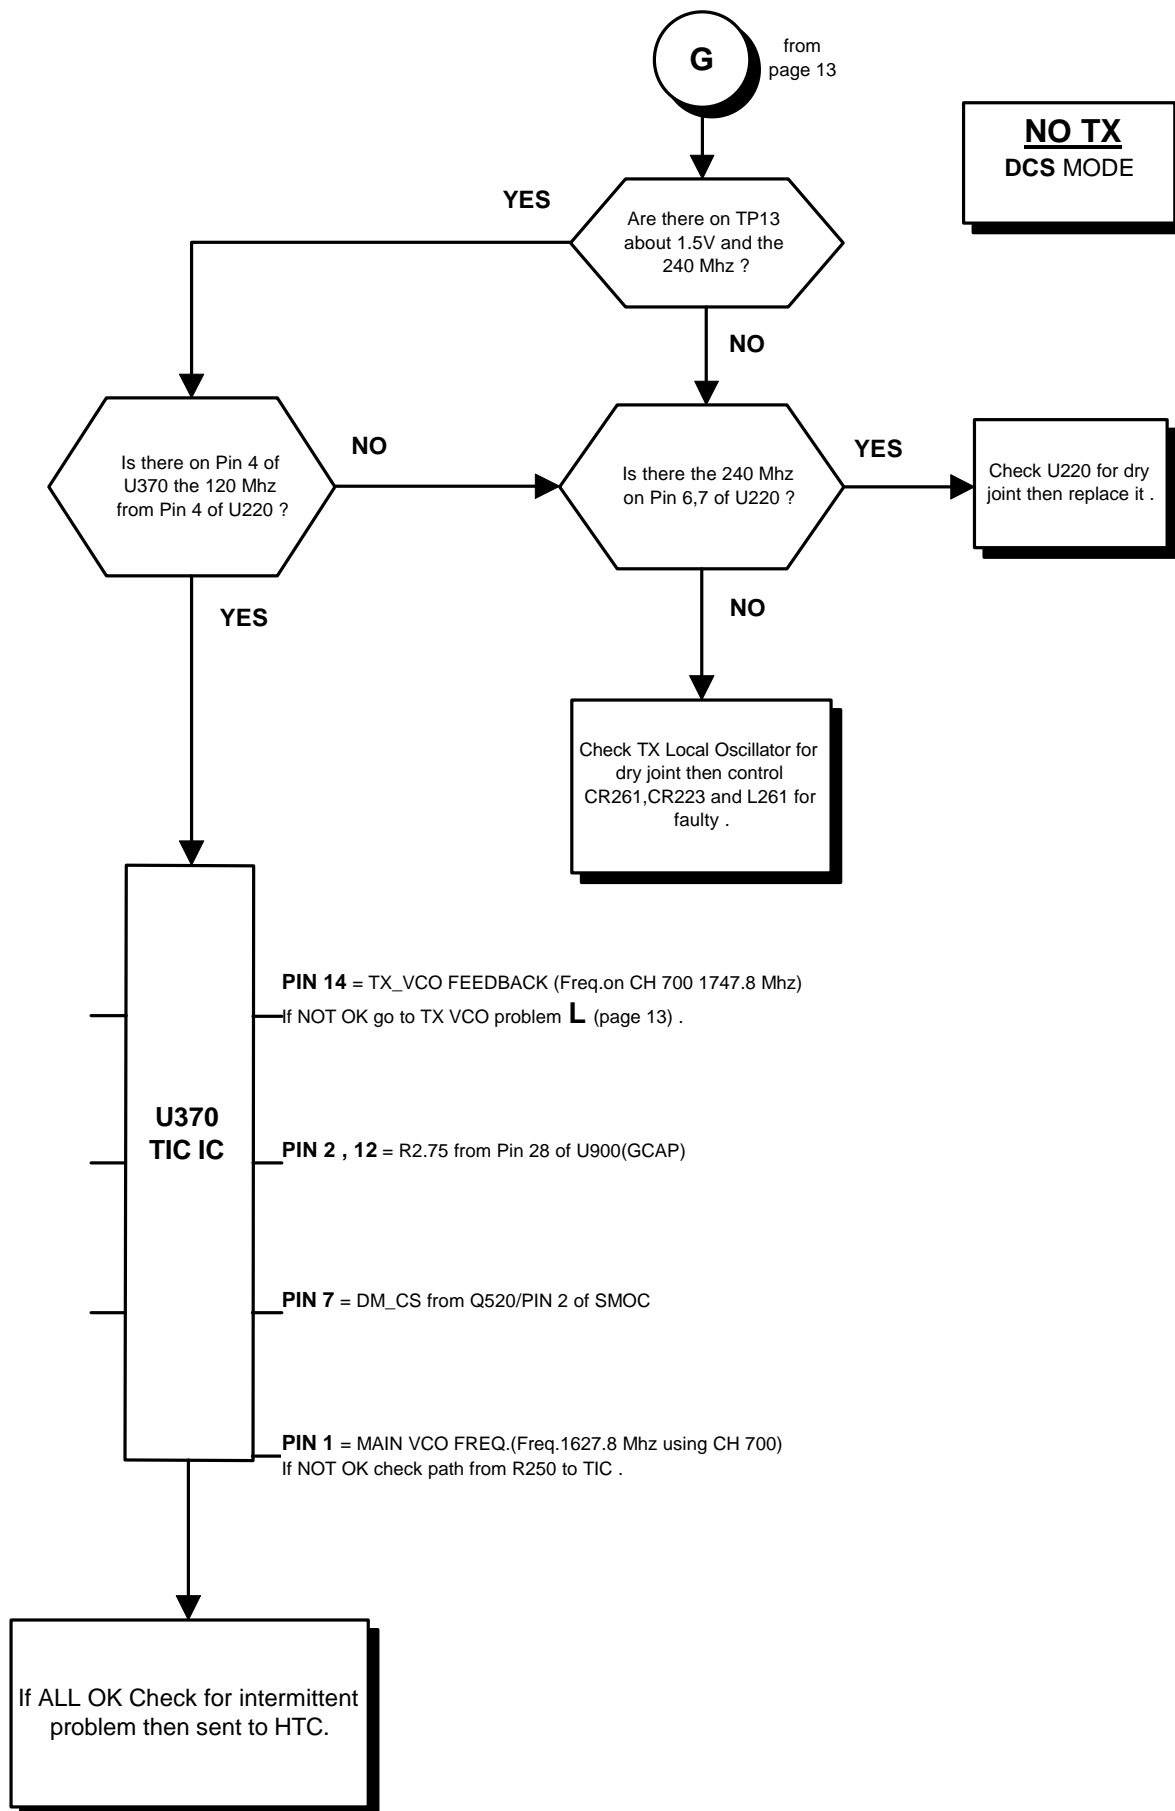 G
from
page 13
NO TX
DCS MODE
YES
Are there on TP13
about 1.5V and the
240 Mhz ?
NO
Is there on Pin 4 of
U370 the 120 Mhz
from Pin 4 of U220 ?
NO
Is there the 240 Mhz
on Pin 6,7 of U220 ?
YES
Check U220 for dry
joint then replace it .
YES
NO
Check TX Local Oscillator for
dry joint then control
CR261,CR223 and L261 for
faulty .
U370
TIC IC
PIN 14 = TX_VCO FEEDBACK (Freq.on CH 700 1747.8 Mhz)
If NOT OK go to TX VCO problem L (page 13) .
PIN 2 , 12 = R2.75 from Pin 28 of U900(GCAP)
PIN 7 = DM_CS from Q520/PIN 2 of SMOC
PIN 1 = MAIN VCO FREQ.(Freq.1627.8 Mhz using CH 700)
If NOT OK check path from R250 to TIC .
If ALL OK Check for intermittent
problem then sent to HTC.